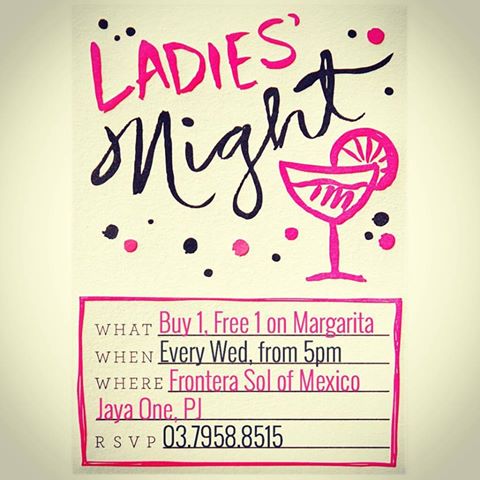 LADIES'
Night
WHAT Buy 1, Free 1 on Margarita
WHEN Every Wed, from 5pm
WHERE Frontera Sol of Mexico
Jaya One, PJ
RSVP 03.7958.8515